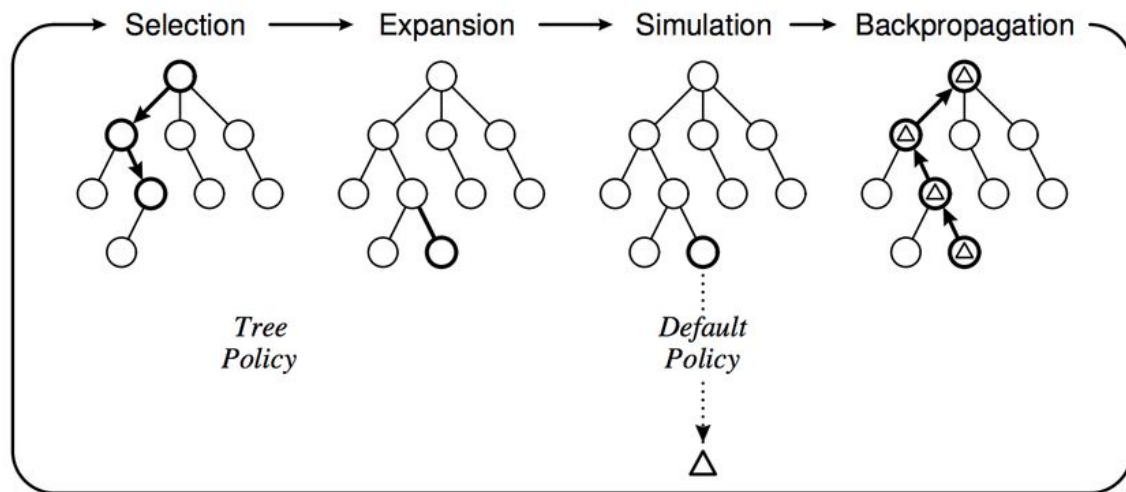 Selection
Expansion
Simulation
Backpropagation
Tree
Policy
Default
Policy